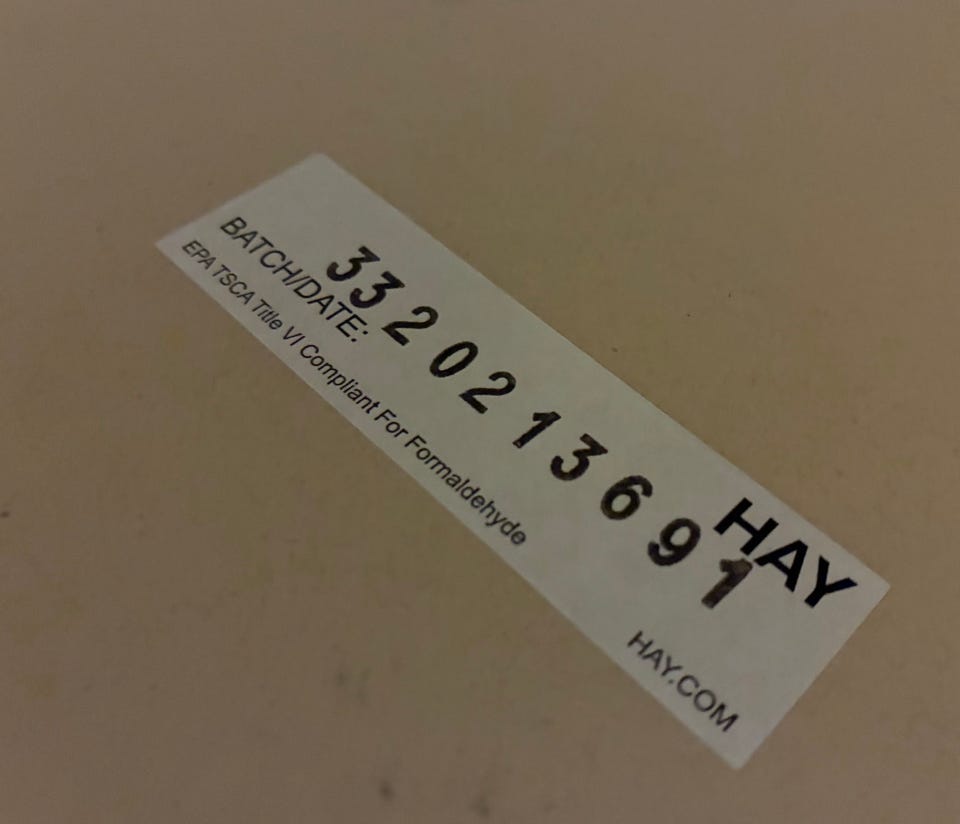 HAY
3320213691
BATCH/DATE:
EPA TSCA Title VI Compliant For Formaldehyde
HAY.COM